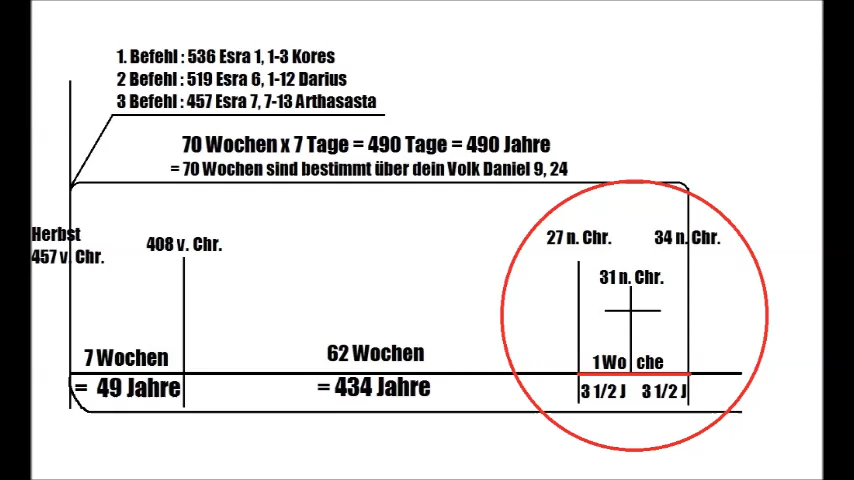 1. Befehl : 536 Esra 1, 1-3 Kores
2 Befehl : 519 Esra 6, 1-12 Darius
3 Befehl : 457 Esra 7, 7-13 Arthasasta
70 Wochen x 7 Tage = 490 Tage = 490 Jahre
= 70 Wochen sind bestimmt über dein Volk Daniel 9, 24
Herbst
457 v. Chr.
408 v. Chr.
27 n. Chr.
34 n. Chr.
31 n. Chr.
7 Wochen
= 49 Jahre
62 Wochen
= 434 Jahre
1 Wo che
3 1/2 J 3 1/2 J